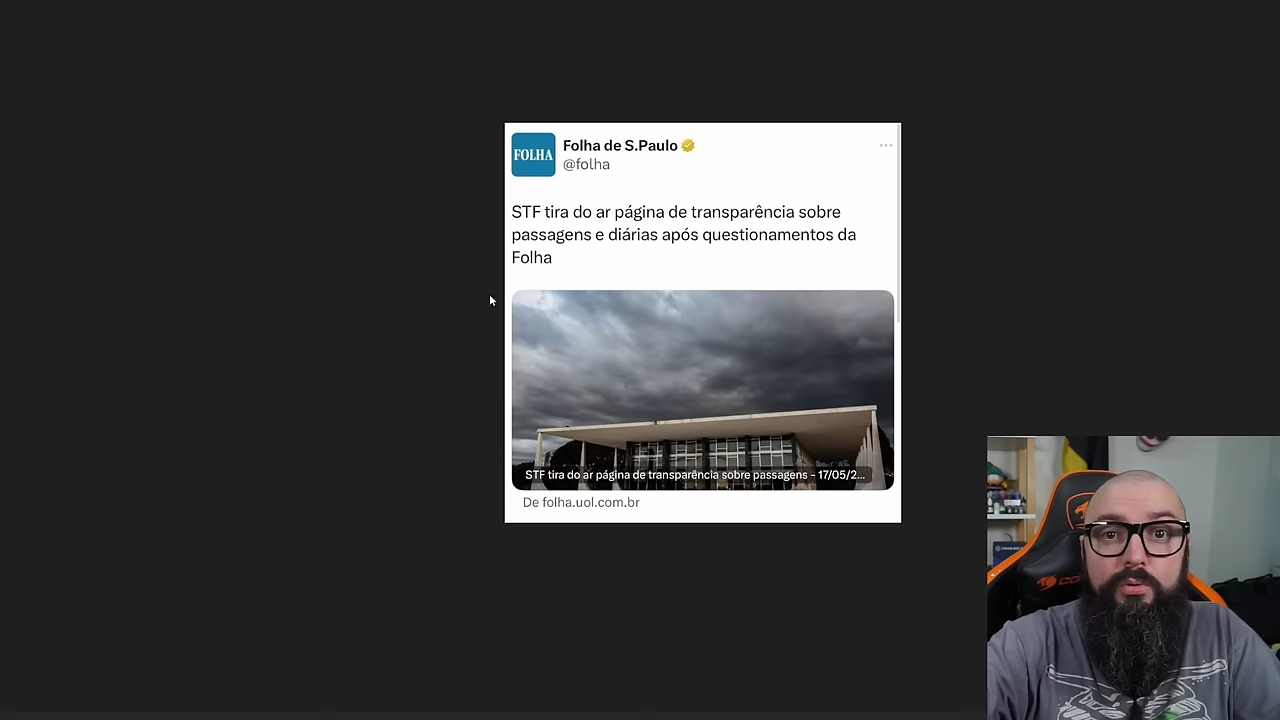 FOLHA
Folha de S.Paulo
@folha
STF tira do ar página de transparência sobre
passagens e diárias após questionamentos da
Folha
STF tira do ar página de transparência sobre passagens - 17/05/2...
De folha.uol.com.br